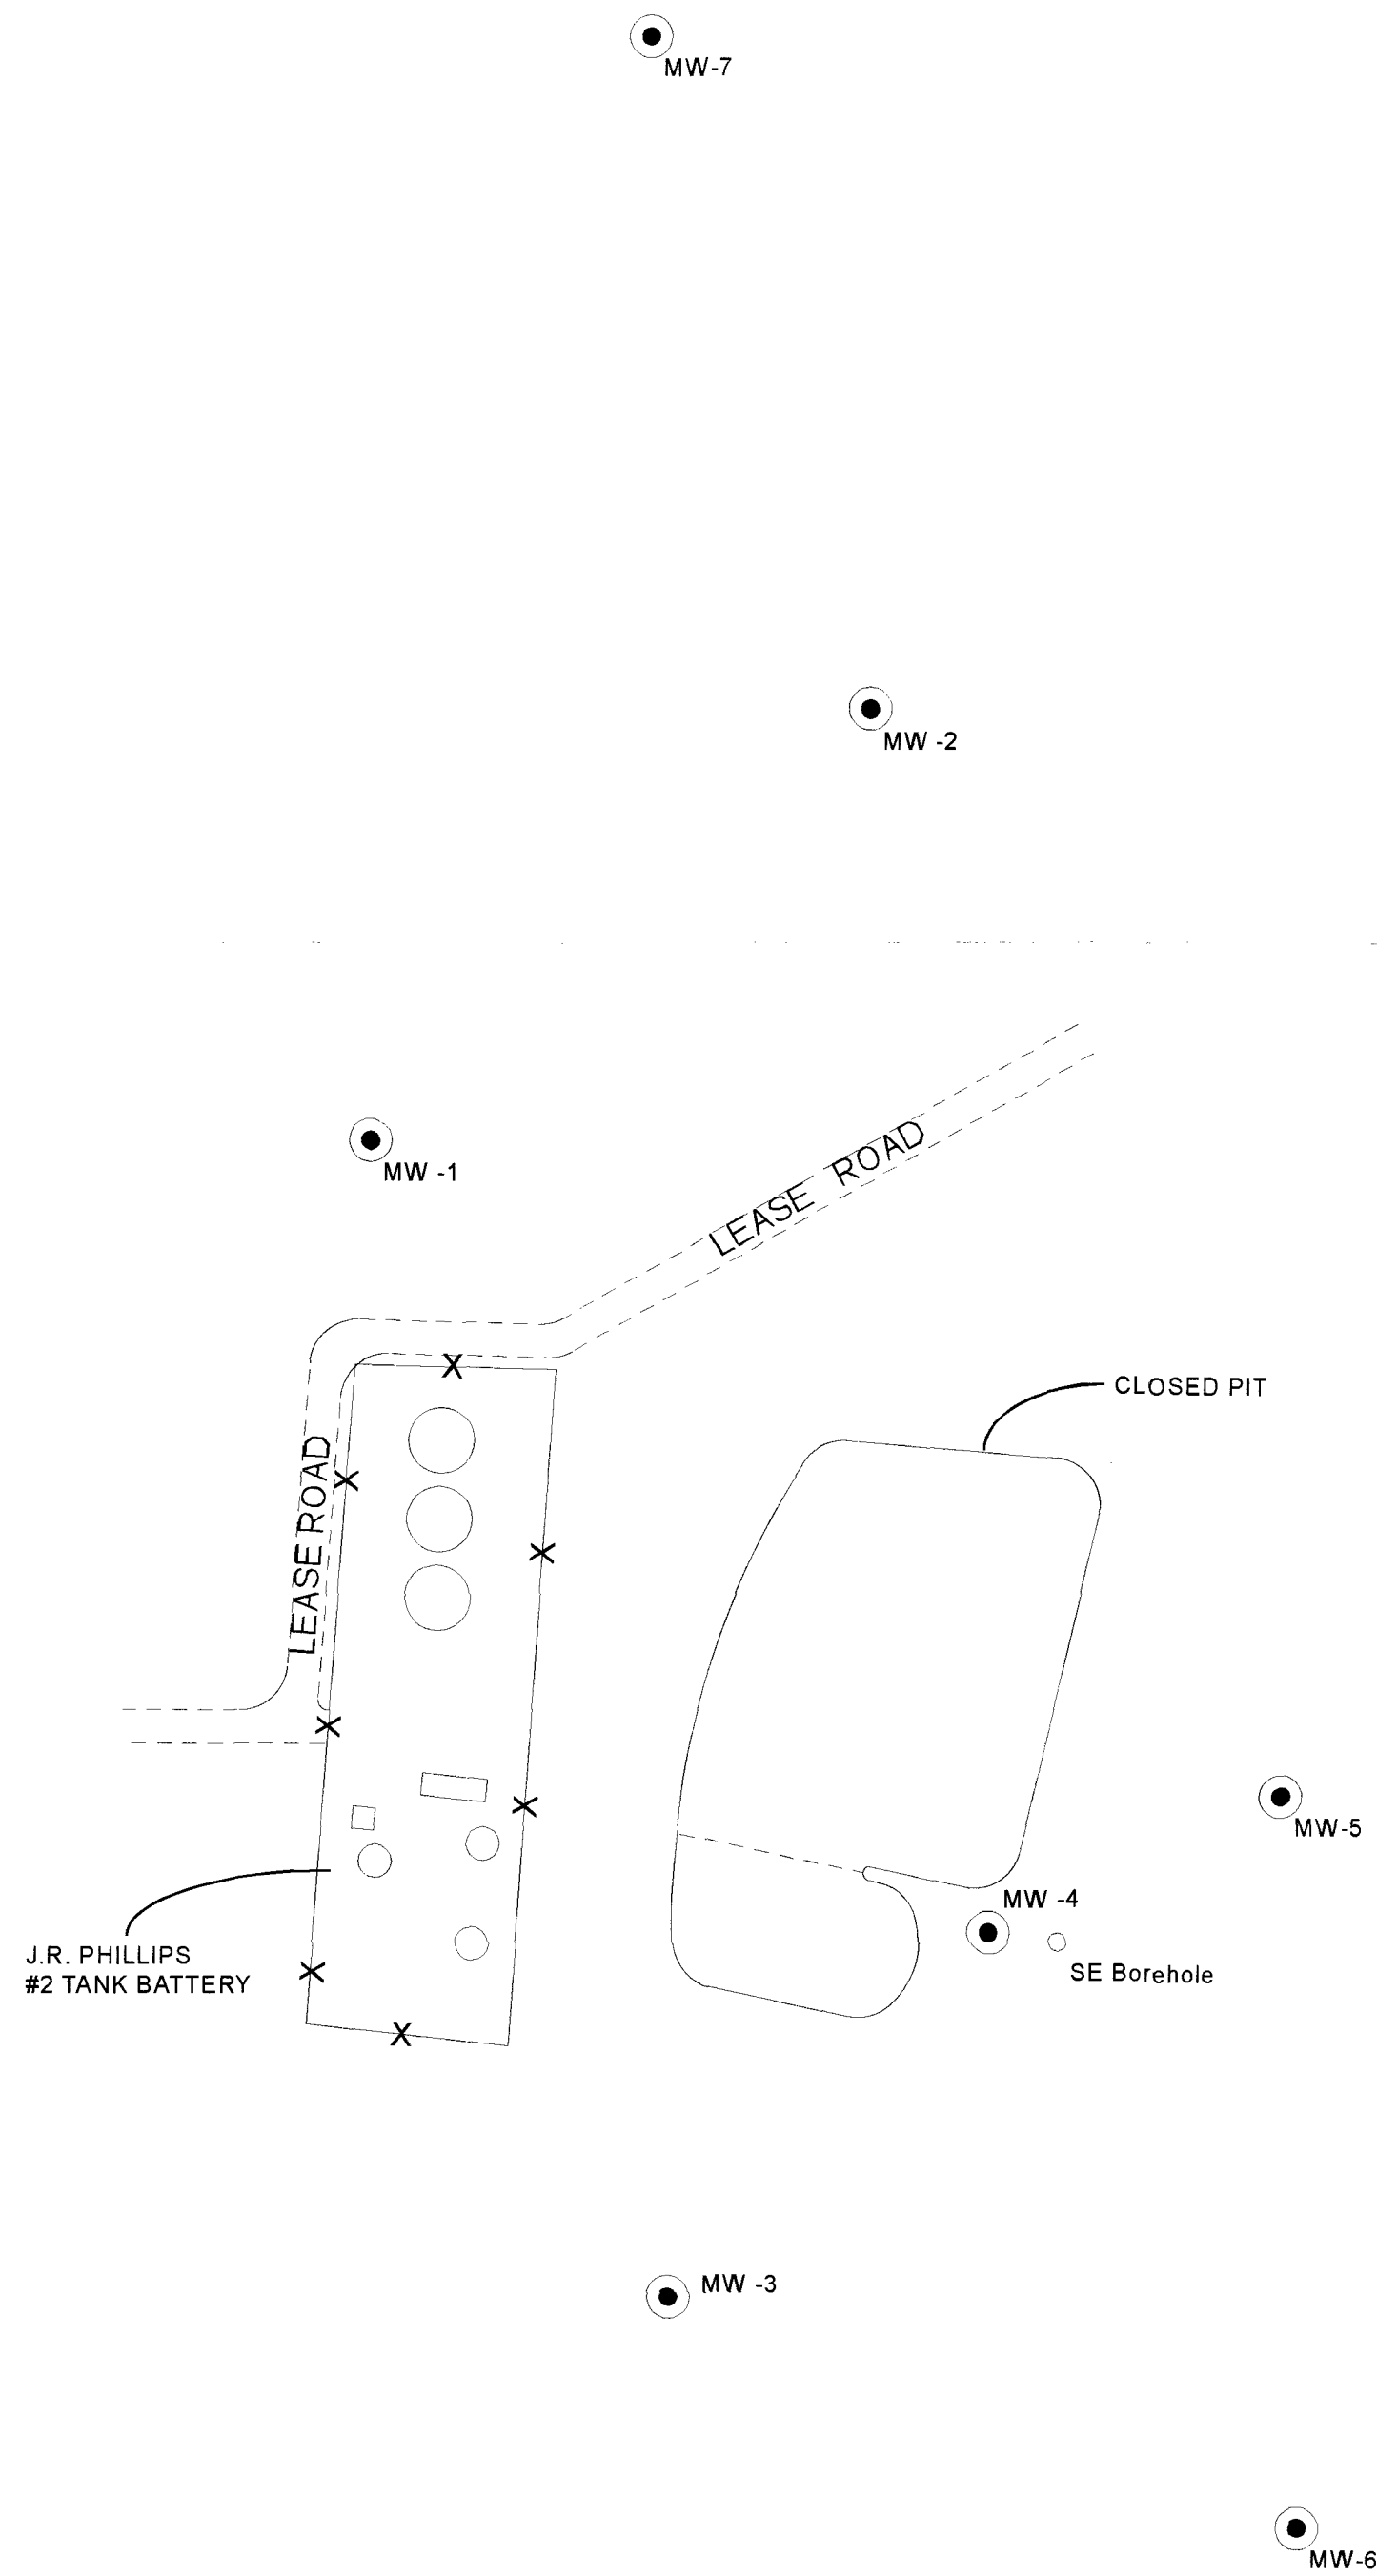 MW-7
MW -2
MW -1
LEASE ROAD
CLOSED PIT
LEASE ROAD
MW-5
MW -4
J.R. PHILLIPS
#2 TANK BATTERY
SE Borehole
MW -3
MW-6